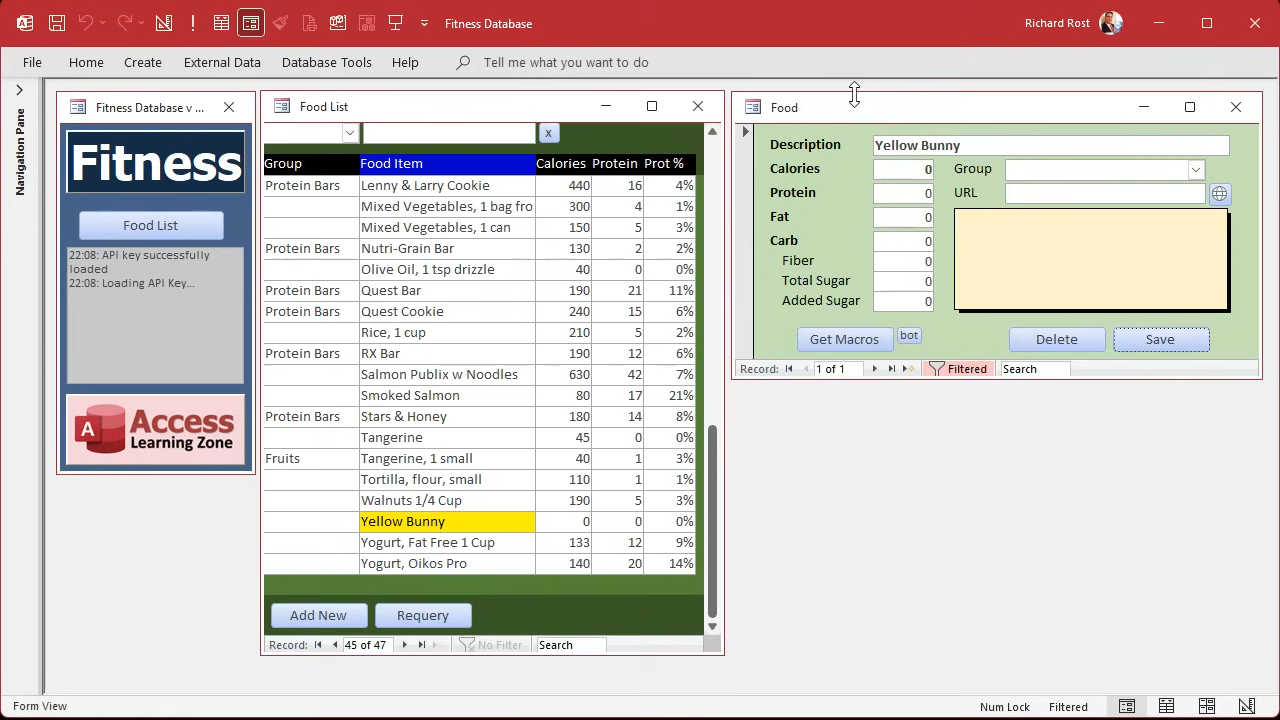 Fitness Database
Richard Rost
File Home Create External Data Database Tools Help Tell me what you want to do
Navigation Pane
Fitness Database v ...
Fitness
Food List
22:08: API key successfully
loaded
22:08: Loading API Key...
A Access
Learning Zone
Food List
x
Group Food Item Calories Protein Prot %
Protein Bars Lenny & Larry Cookie 440 16 4%
Mixed Vegetables, 1 bag fro 300 4 1%
Mixed Vegetables, 1 can 150 5 3%
Protein Bars Nutri-Grain Bar 130 2 2%
Olive Oil, 1 tsp drizzle 40 0 0%
Protein Bars Quest Bar 190 21 11%
Protein Bars Quest Cookie 240 15 6%
Rice, 1 cup 210 5 2%
Protein Bars RX Bar 190 12 6%
Salmon Publix w Noodles 630 42 7%
Smoked Salmon 80 17 21%
Protein Bars Stars & Honey 180 14 8%
Tangerine 45 0 0%
Fruits Tangerine, 1 small 40 1 3%
Tortilla, flour, small 110 1 1%
Walnuts 1/4 Cup 190 5 3%
Yellow Bunny 0 0 0%
Yogurt, Fat Free 1 Cup 133 12 9%
Yogurt, Oikos Pro 140 20 14%
Add New Requery
Record: 45 of 47 No Filter Search
Food
Description Yellow Bunny
Calories 0 Group
Protein 0 URL
Fat 0
Carb 0
Fiber 0
Total Sugar 0
Added Sugar 0
Get Macros bot Delete Save
Record: 1 of 1 Filtered Search
Form View Num Lock Filtered